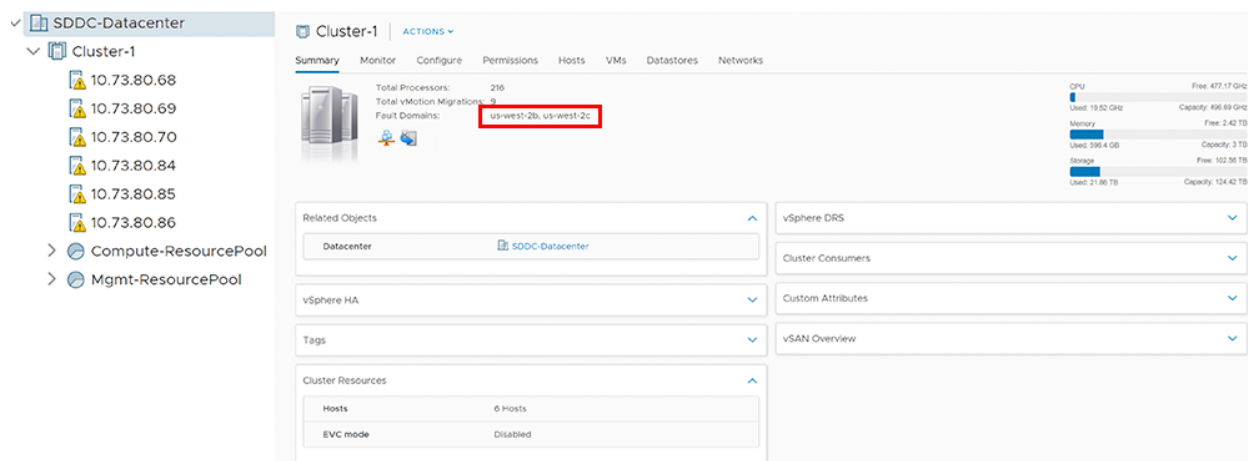 SDDC-Datacenter
Cluster-1
10.73.80.68
10.73.80.69
10.73.80.70
10.73.80.84
10.73.80.85
10.73.80.86
Compute-ResourcePool
Mgmt-ResourcePool
Cluster-1 ACTIONS
Summary Monitor Configure Permissions Hosts VMs Datastores Networks
Total Processors: 216
Total vMotion Migrations: 9
Fault Domains: us-west-2b, us-west-2c
CPU Free: 477.17 GHz
Used: 19.52 GHz Capacity: 496.69 GHz
Memory Free: 2.42 TB
Used: 596.4 GB Capacity: 3 TB
Storage Free: 102.56 TB
Used: 21.86 TB Capacity: 124.42 TB
Related Objects
Datacenter SDDC-Datacenter
vSphere HA
Tags
Cluster Resources
Hosts 6 Hosts
EVC mode Disabled
vSphere DRS
Cluster Consumers
Custom Attributes
vSAN Overview